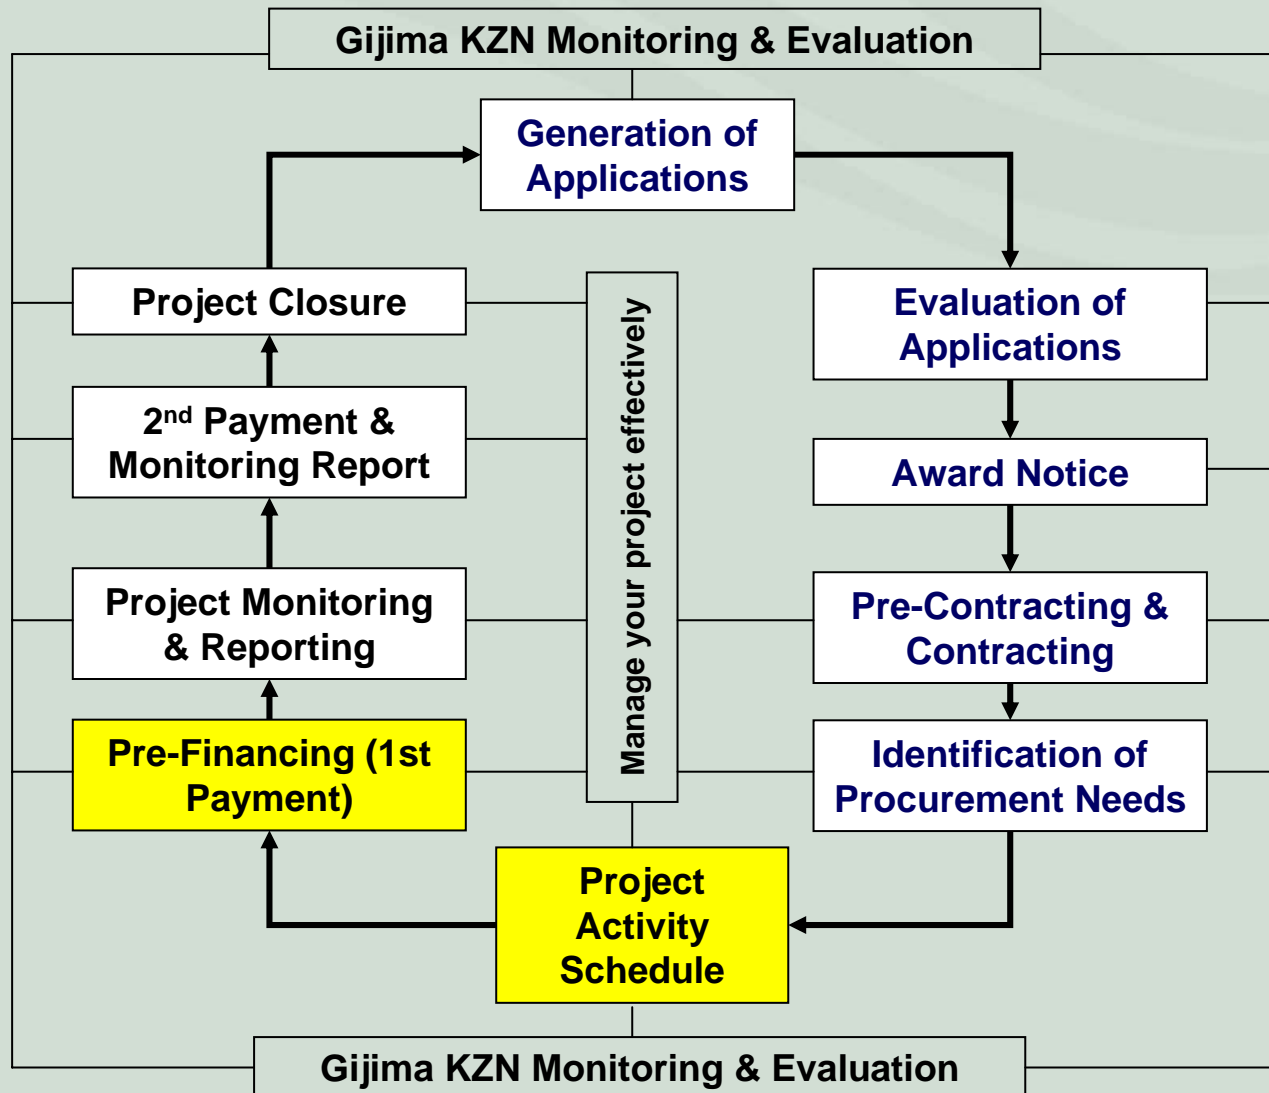 Gijima KZN Monitoring & Evaluation
Generation of
Applications
Project Closure
Evaluation of
Applications
2nd Payment &
Monitoring Report
Award Notice
Manage your project effectively
Project Monitoring
& Reporting
Pre-Contracting &
Contracting
Pre-Financing (1st
Payment)
Identification of
Procurement Needs
Project
Activity
Schedule
Gijima KZN Monitoring & Evaluation